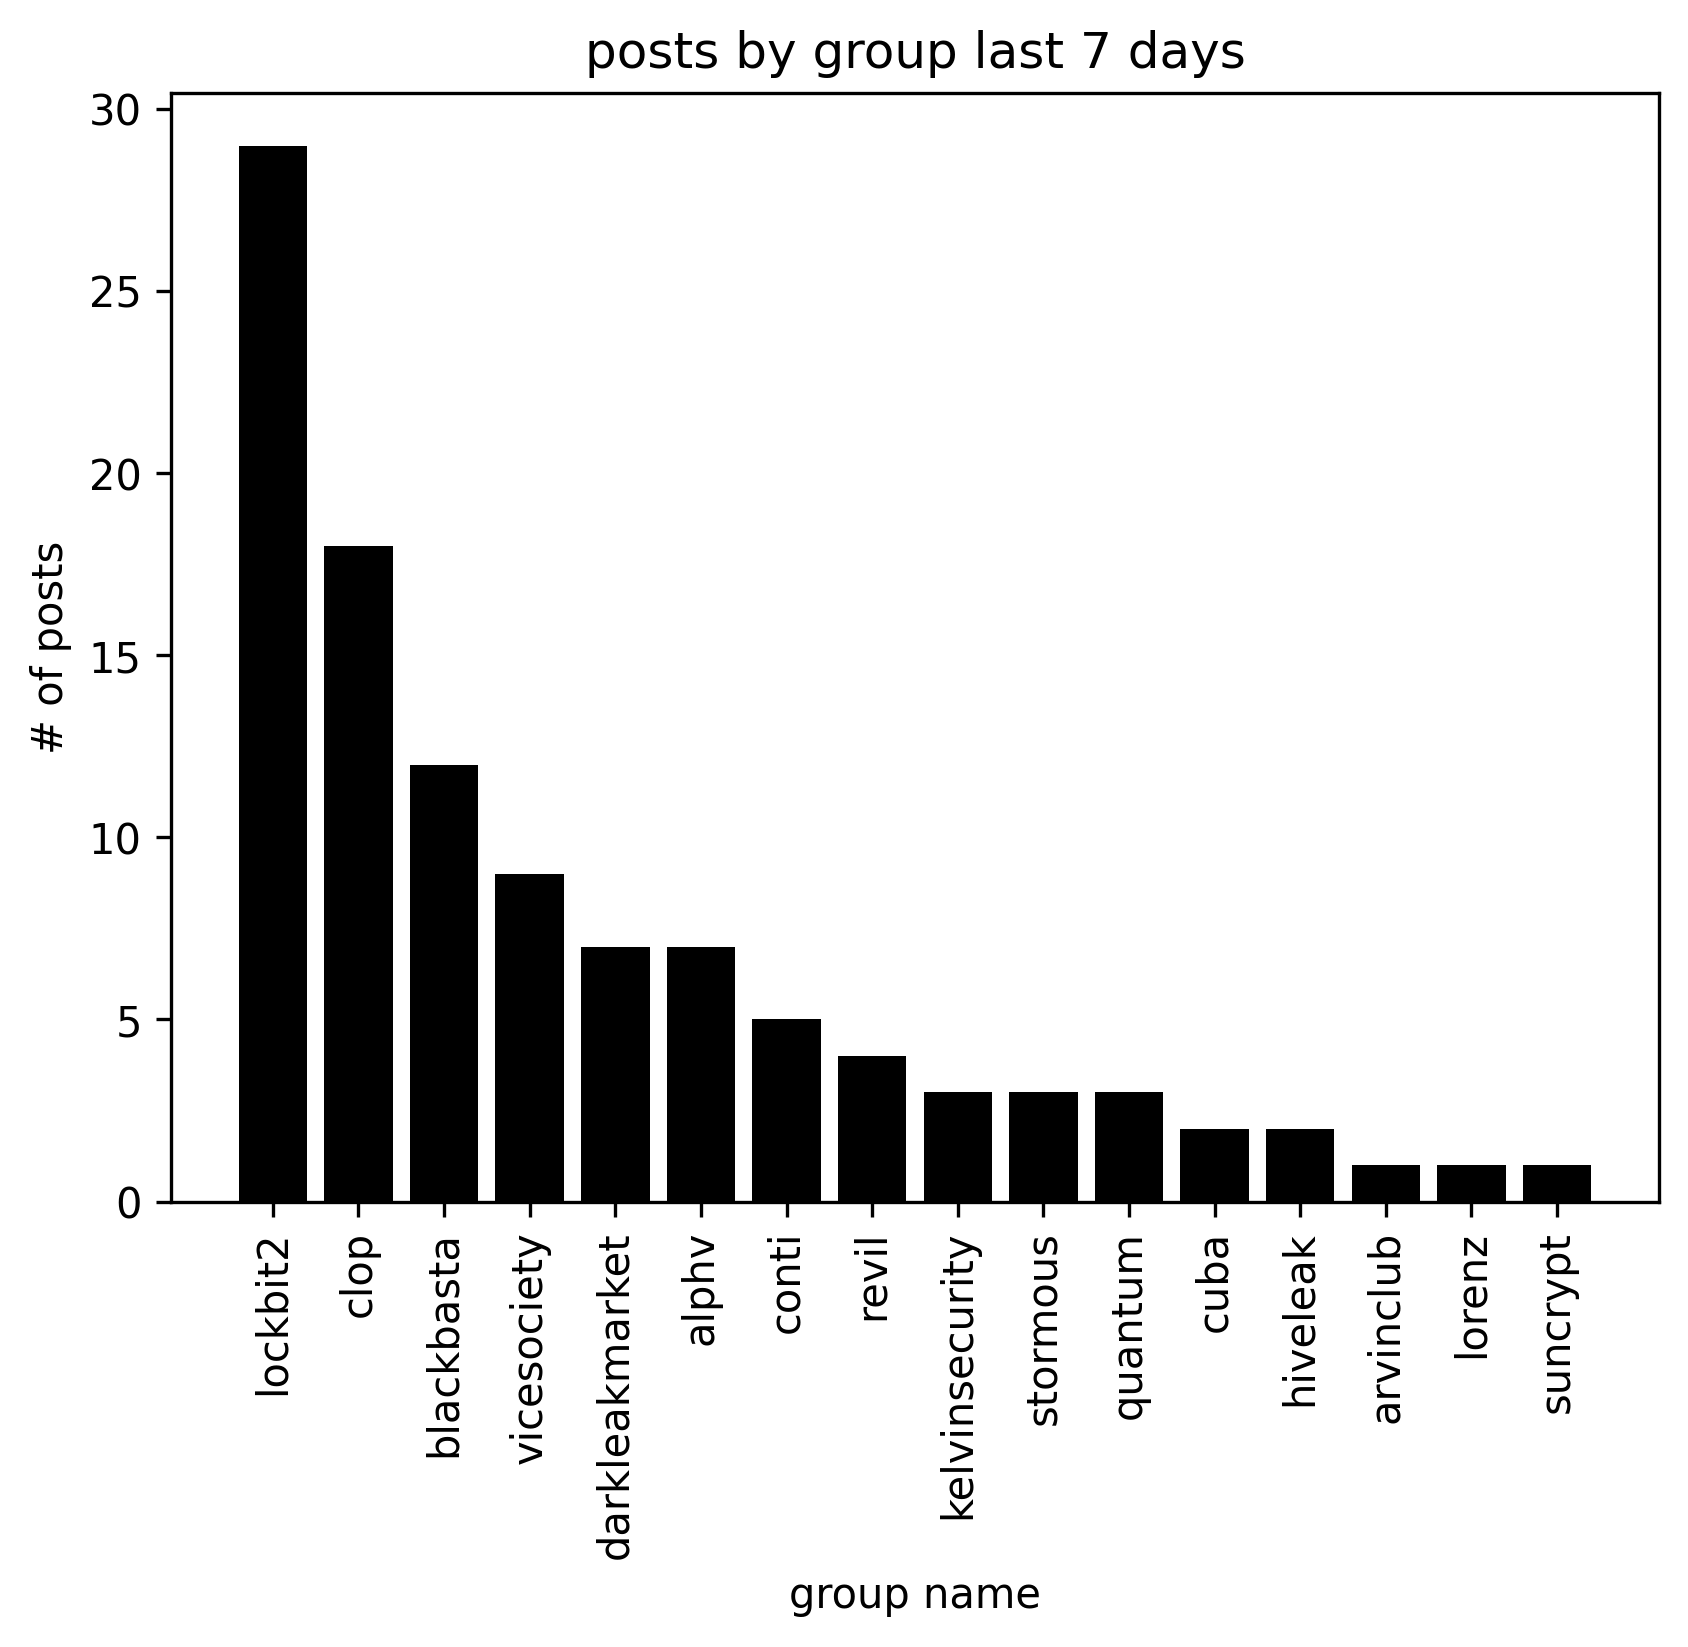 posts by group last 7 days
30
25
20
15
10
5
0
# of posts
lockbit2
clop
blackbasta
vicesociety
darkleakmarket
alphv
conti
revil
kelvinsecurity
stormous
quantum
cuba
hiveleak
arvinclub
lorenz
suncrypt
group name